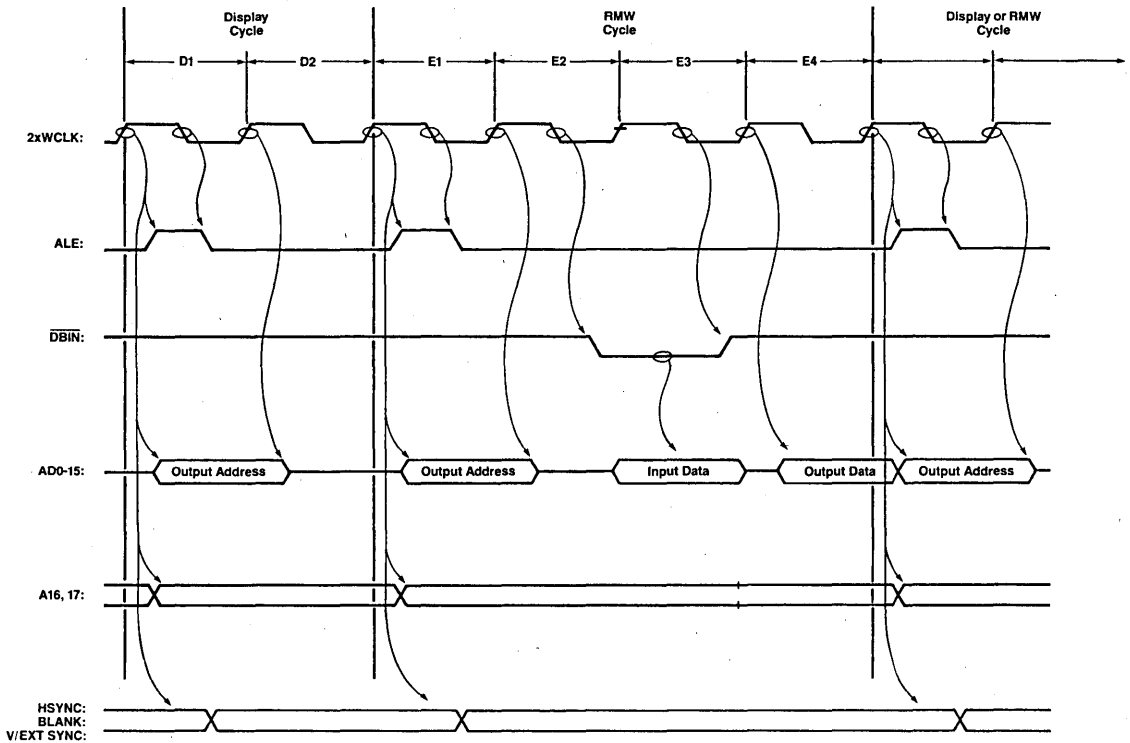 Display
Cycle
RMW
Cycle
Display or RMW
Cycle
D1
D2
E1
E2
E3
E4
2xWCLK:
ALE:
DBIN:
AD0-15:
Output Address
Output Address
Input Data
Output Data
Output Address
A16, 17:
HSYNC:
BLANK:
V/EXT SYNC: